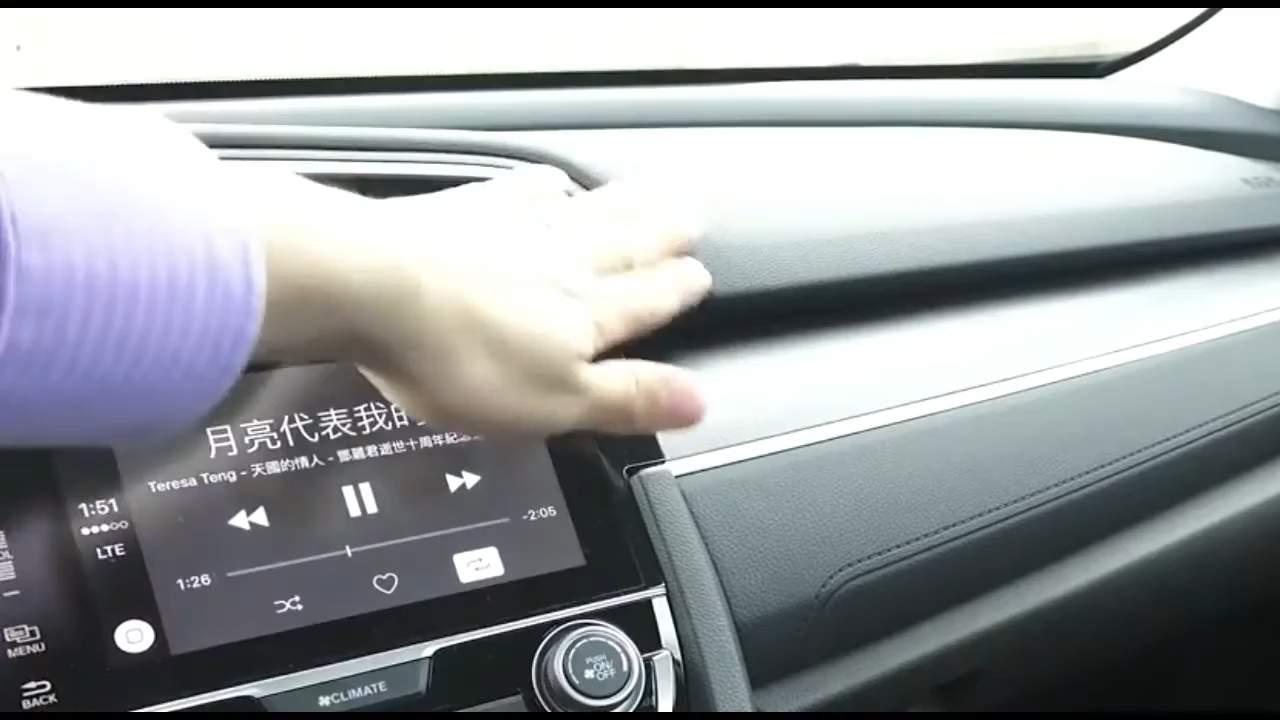 月亮代表我的
Teresa Teng - 天國的情人 - 鄧麗君逝世十周年紀念
1:51
LTE
1:26
-2:05
MENU
BACK
CLIMATE
PUSH
ON/
OFF